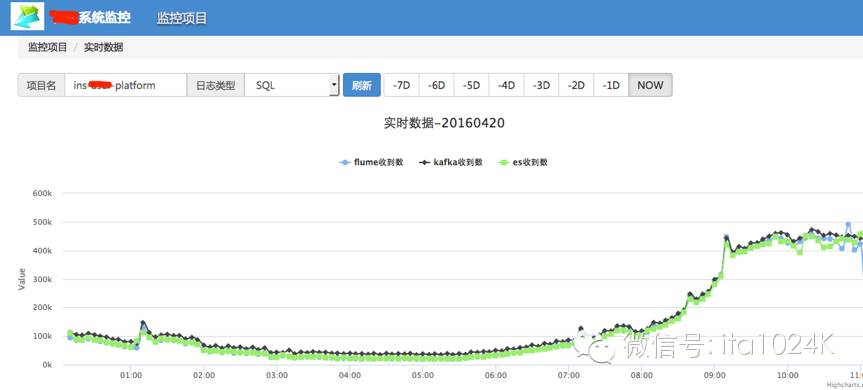 系统监控 监控项目
监控项目 / 实时数据
项目名 ins- -platform 日志类型 SQL 刷新 -7D -6D -5D -4D -3D -2D -1D NOW
实时数据-20160420
flume收到数 kafka收到数 es收到数
600k
500k
400k
300k
200k
100k
0k
Value
01:00 02:00 03:00 04:00 05:00 06:00 07:00 08:00 09:00 10:00
微信号: ita1024K
Highcharts.c